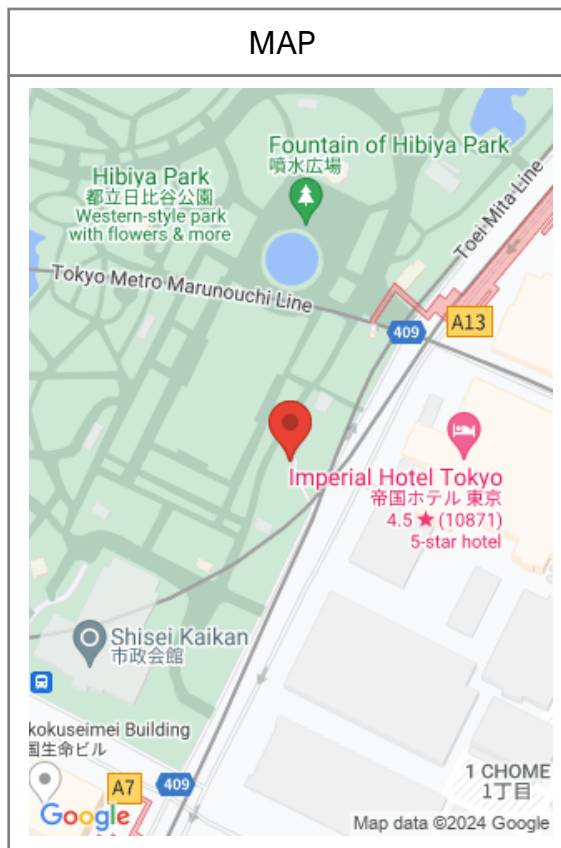 MAP
Fountain of Hibiya Park
噴水広場
Hibiya Park
都立日比谷公園
Western-style park
with flowers & more
Toei Mita Line
Tokyo Metro Marunouchi Line
A13
409
Imperial Hotel Tokyo
帝国ホテル 東京
4.5 ★ (10871)
5-star hotel
Shisei Kaikan
市政会館
kokuseimei Building
国生命ビル
1 CHOME
1丁目
A7
409
Google
Map data ©2024 Google